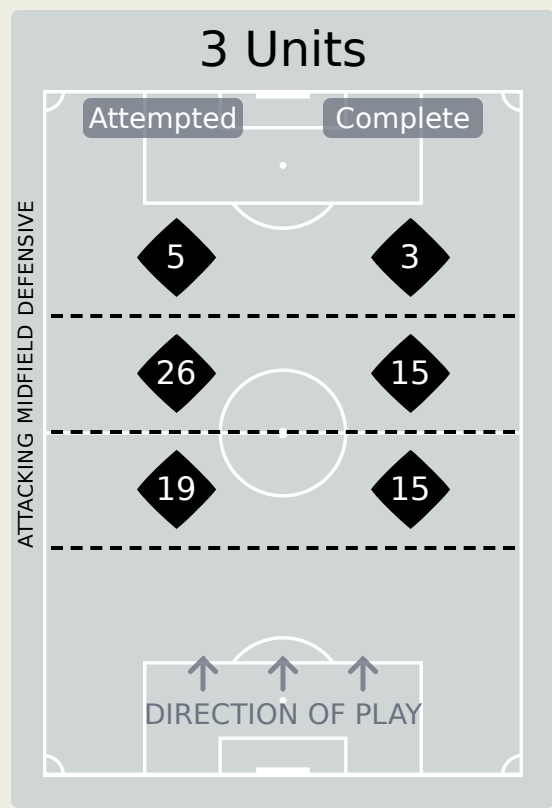 3 Units
Attempted Complete
ATTACKING MIDFIELD DEFENSIVE
5 3
26 15
19 15
DIRECTION OF PLAY